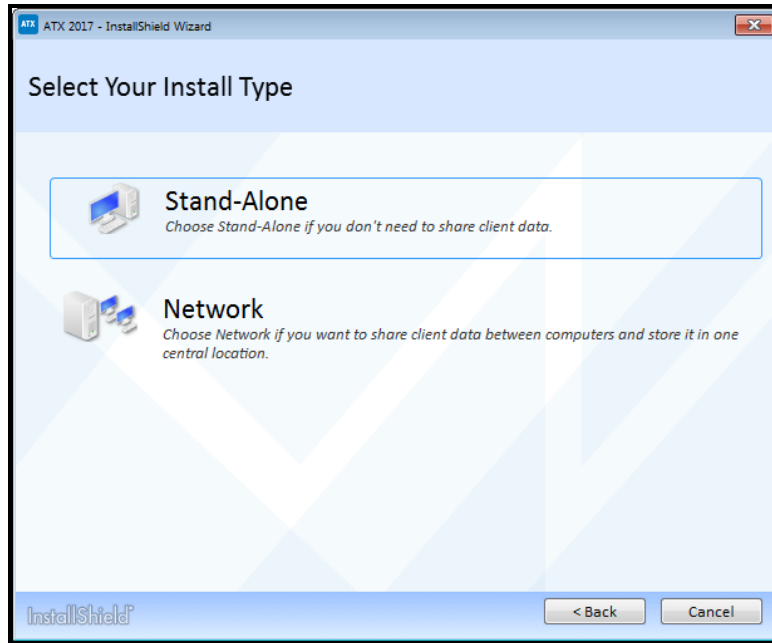 ATX ATX 2017 - InstallShield Wizard
Select Your Install Type
Stand-Alone
Choose Stand-Alone if you don't need to share client data.
Network
Choose Network if you want to share client data between computers and store it in one
central location.
InstallShield
< Back Cancel